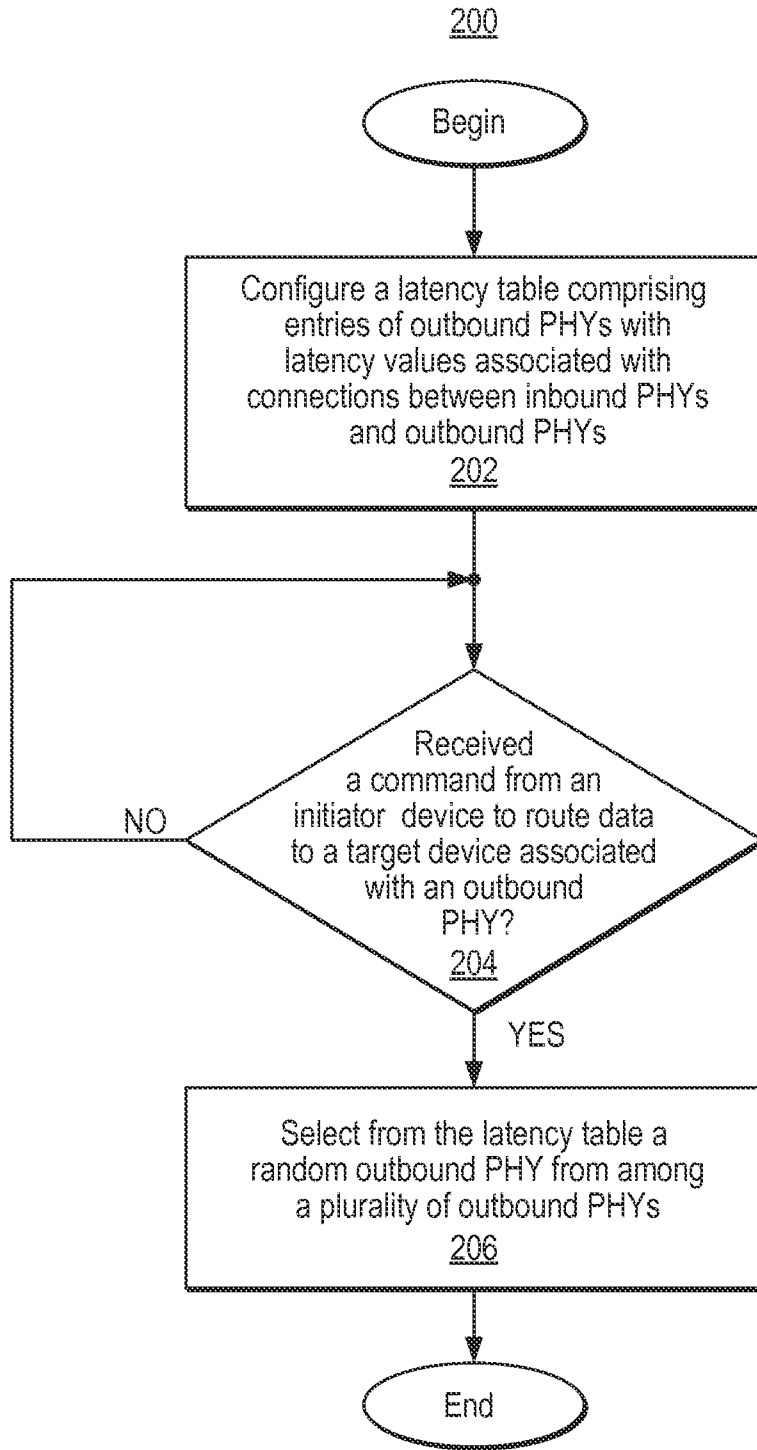 200
Begin
Configure a latency table comprising
entries of outbound PHYs with
latency values associated with
connections between inbound PHYs
and outbound PHYs
202
Received
a command from an
initiator device to route data
to a target device associated
with an outbound
PHY?
204
NO
YES
Select from the latency table a
random outbound PHY from among
a plurality of outbound PHYs
206
End